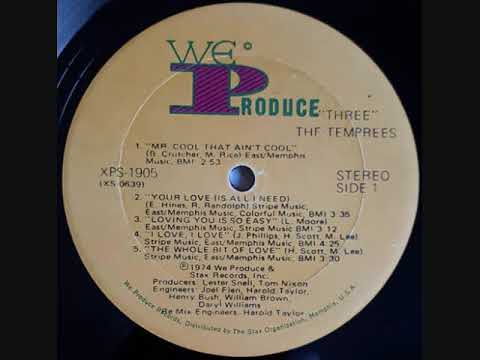 WE
PRODUCE
"THREE"
THE TEMPREES
1. "MR. COOL THAT AIN'T COOL"
(B. Crutcher, M. Rice) East/Memphis
Music, BMI 2:53
XPS-1905
(XS-0639)
STEREO
SIDE 1
2. "YOUR LOVE (IS ALL I NEED)
(E. Hines, R. Randolph) Stripe Music,
East/Memphis Music, Colorful Music, BMI 3:35
3. "LOVING YOU IS SO EASY" (L. Moore)
East/Memphis Music, Stripe Music BMI 3:12
4. "I LOVE, I LOVE" (J. Phillips, H. Scott, M. Lee)
Stripe Music, East/Memphis Music, BMI 4:25
5. "THE WHOLE BIT OF LOVE" (H. Scott, M. Lee)
Stripe Music, East/Memphis Music, BMI 3:30
Ⓟ1974 We Produce &
Stax Records, Inc.
Producers: Lester Snell, Tom Nixon
Engineers: Joel Flen, Harold Taylor,
Henry Bush, William Brown,
Daryl Williams
Re Mix Engineers: Harold Taylor,
We Produce Records, Distributed by The Stax Organization, Memphis, U.S.A.